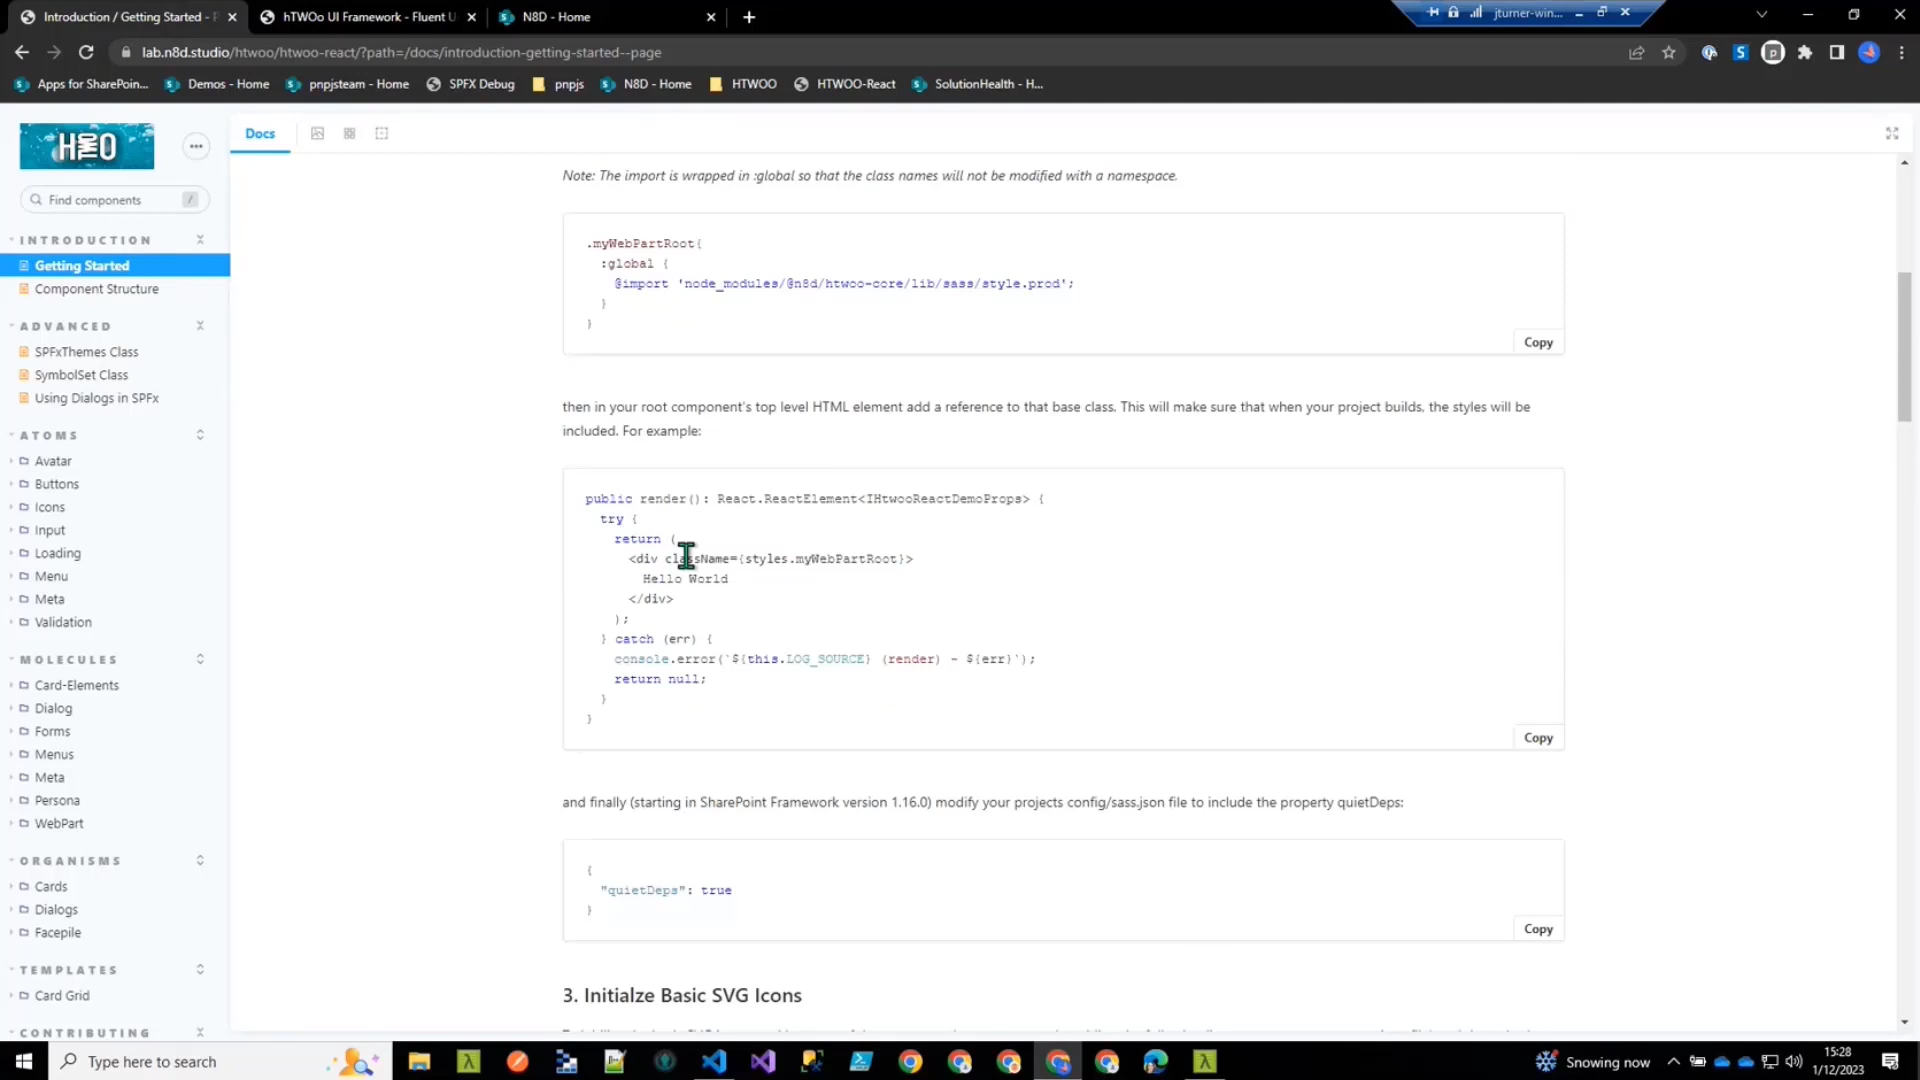 Introduction / Getting Started - F
hTWOo UI Framework - Fluent U
N8D - Home
jturner-win...
lab.n8d.studio/htwoo/htwoo-react/?path=/docs/introduction-getting-started--page
Apps for SharePoin...
Demos - Home
pnpjsteam - Home
SPFX Debug
pnpjs
N8D - Home
HTWOO
HTWOO-React
SolutionHealth - H...
Find components
/
INTRODUCTION
Getting Started
Component Structure
ADVANCED
SPFxThemes Class
SymbolSet Class
Using Dialogs in SPFx
ATOMS
Avatar
Buttons
Icons
Input
Loading
Menu
Meta
Validation
MOLECULES
Card-Elements
Dialog
Forms
Menus
Meta
Persona
WebPart
ORGANISMS
Cards
Dialogs
Facepile
TEMPLATES
Card Grid
CONTRIBUTING
Docs
Note: The import is wrapped in :global so that the class names will not be modified with a namespace.
.myWebPartRoot{
:global {
@import 'node_modules/@n8d/htwoo-core/lib/sass/style.prod';
}
}
Copy
then in your root component's top level HTML element add a reference to that base class. This will make sure that when your project builds, the styles will be
included. For example:
public render(): React.ReactElement<IHtwooReactDemoProps> {
try {
return (
<div className={styles.myWebPartRoot}>
Hello World
</div>
);
} catch (err) {
console.error(`${this.LOG_SOURCE} (render) - ${err}`);
return null;
}
}
Copy
and finally (starting in SharePoint Framework version 1.16.0) modify your projects config/sass.json file to include the property quietDeps:
{
"quietDeps": true
}
Copy
3. Initialze Basic SVG Icons
Type here to search
Snowing now
15:28
1/12/2023